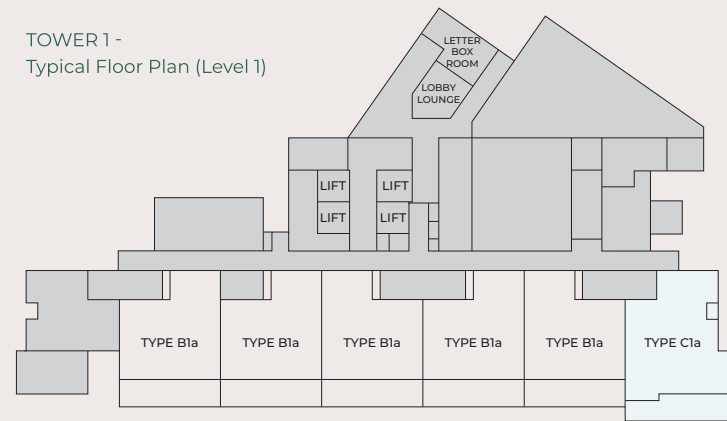 TOWER 1 -
Typical Floor Plan (Level 1)
LETTER
BOX
ROOM
LOBBY
LOUNGE
LIFT LIFT
LIFT LIFT
TYPE B1a TYPE B1a TYPE B1a TYPE B1a TYPE B1a TYPE C1a